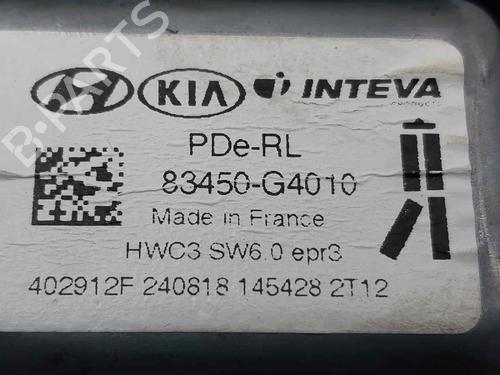 KIA INTEVA
PDe-RL
83450-G4010
Made in France
HWC3 SW6.0 epr3
402912F 240818 145428 2T12
B-PARTS